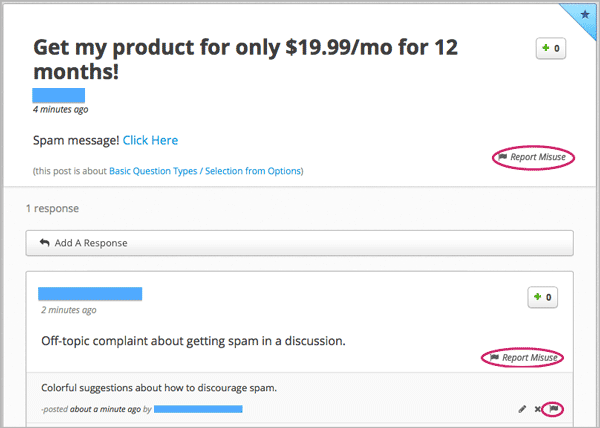 Get my product for only $19.99/mo for 12
months!
+ 0
4 minutes ago
Spam message! Click Here
Report Misuse
(this post is about Basic Question Types / Selection from Options)
1 response
Add A Response
+ 0
2 minutes ago
Off-topic complaint about getting spam in a discussion.
Report Misuse
Colorful suggestions about how to discourage spam.
-posted about a minute ago by